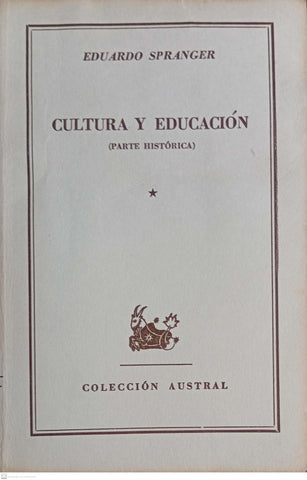 EDUARDO SPRANGER
CULTURA Y EDUCACIÓN
(PARTE HISTÓRICA)
*
COLECCIÓN AUSTRAL